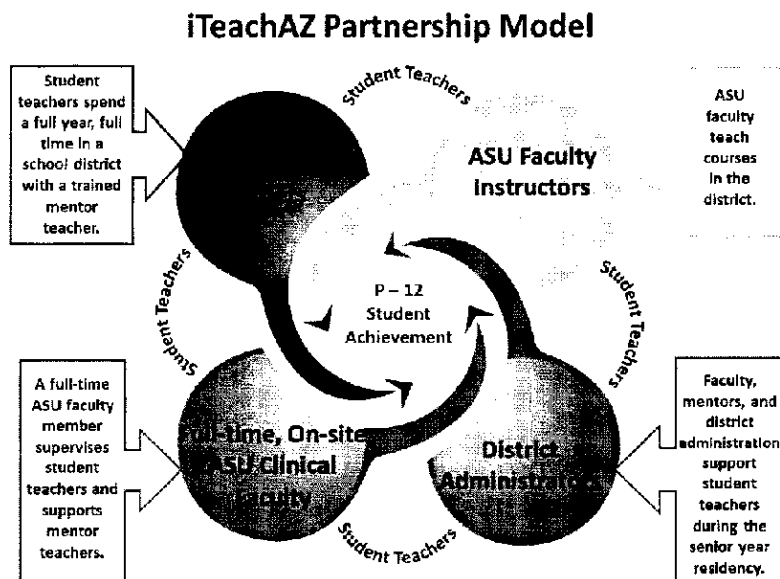 iTeachAZ Partnership Model
Student
teachers spend
a full year, full
time in a
school district
with a trained
mentor
teacher.
Student Teachers
ASU Faculty
Instructors
ASU
faculty
teach
courses
in the
district.
Student Teachers
P – 12
Student
Achievement
Student Teachers
A full-time
ASU faculty
member
supervises
student
teachers and
supports
mentor
teachers.
Full-time, On-site
ASU Clinical
Faculty
District
Administrators
Faculty,
mentors, and
district
administration
support
student
teachers
during the
senior year
residency.
Student Teachers